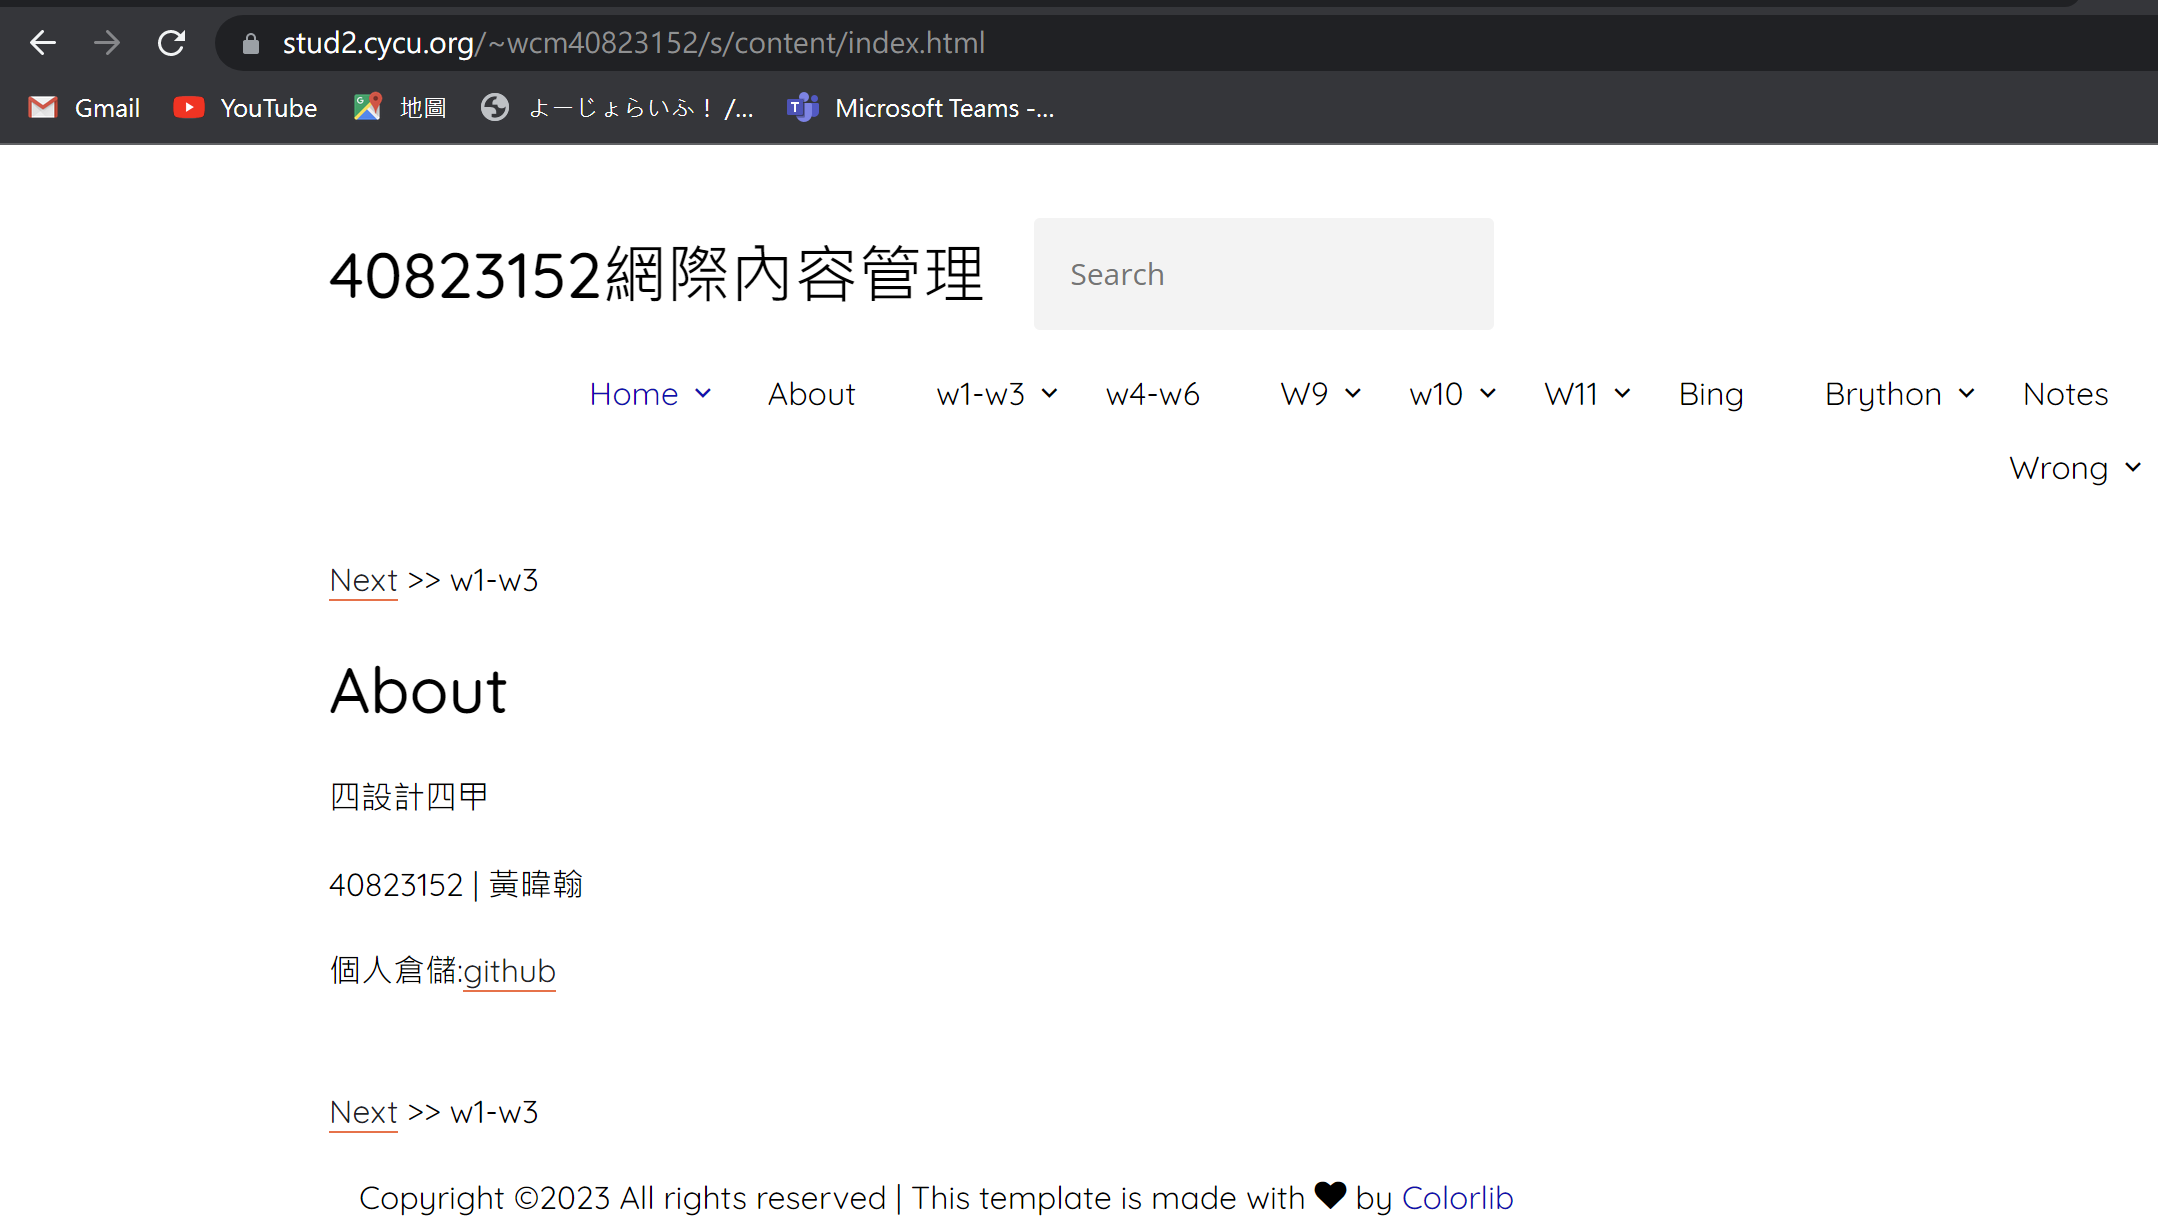 stud2.cycu.org/~wcm40823152/s/content/index.html
Gmail YouTube 地圖 よーじょらいふ！/... Microsoft Teams -...
40823152網際內容管理 Search
Home About w1-w3 w4-w6 W9 w10 W11 Bing Brython Notes
Wrong
Next >> w1-w3
About
四設計四甲
40823152 | 黃暐翰
個人倉儲:github
Next >> w1-w3
Copyright ©2023 All rights reserved | This template is made with ♥ by Colorlib